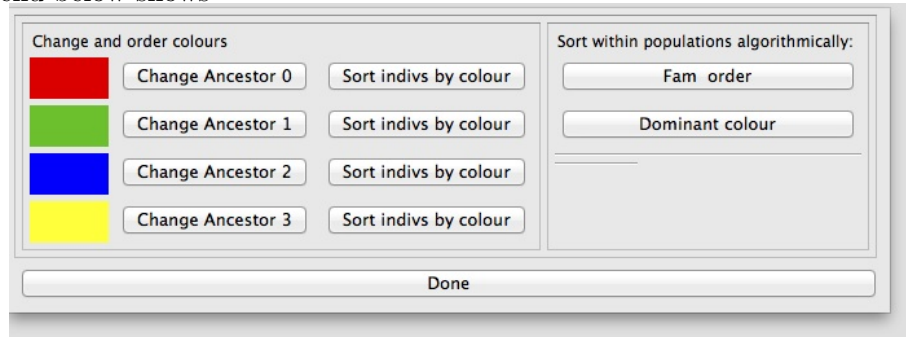 Change and order colours
Sort within populations algorithmically:
Change Ancestor 0
Sort indivs by colour
Fam order
Change Ancestor 1
Sort indivs by colour
Dominant colour
Change Ancestor 2
Sort indivs by colour
Change Ancestor 3
Sort indivs by colour
Done